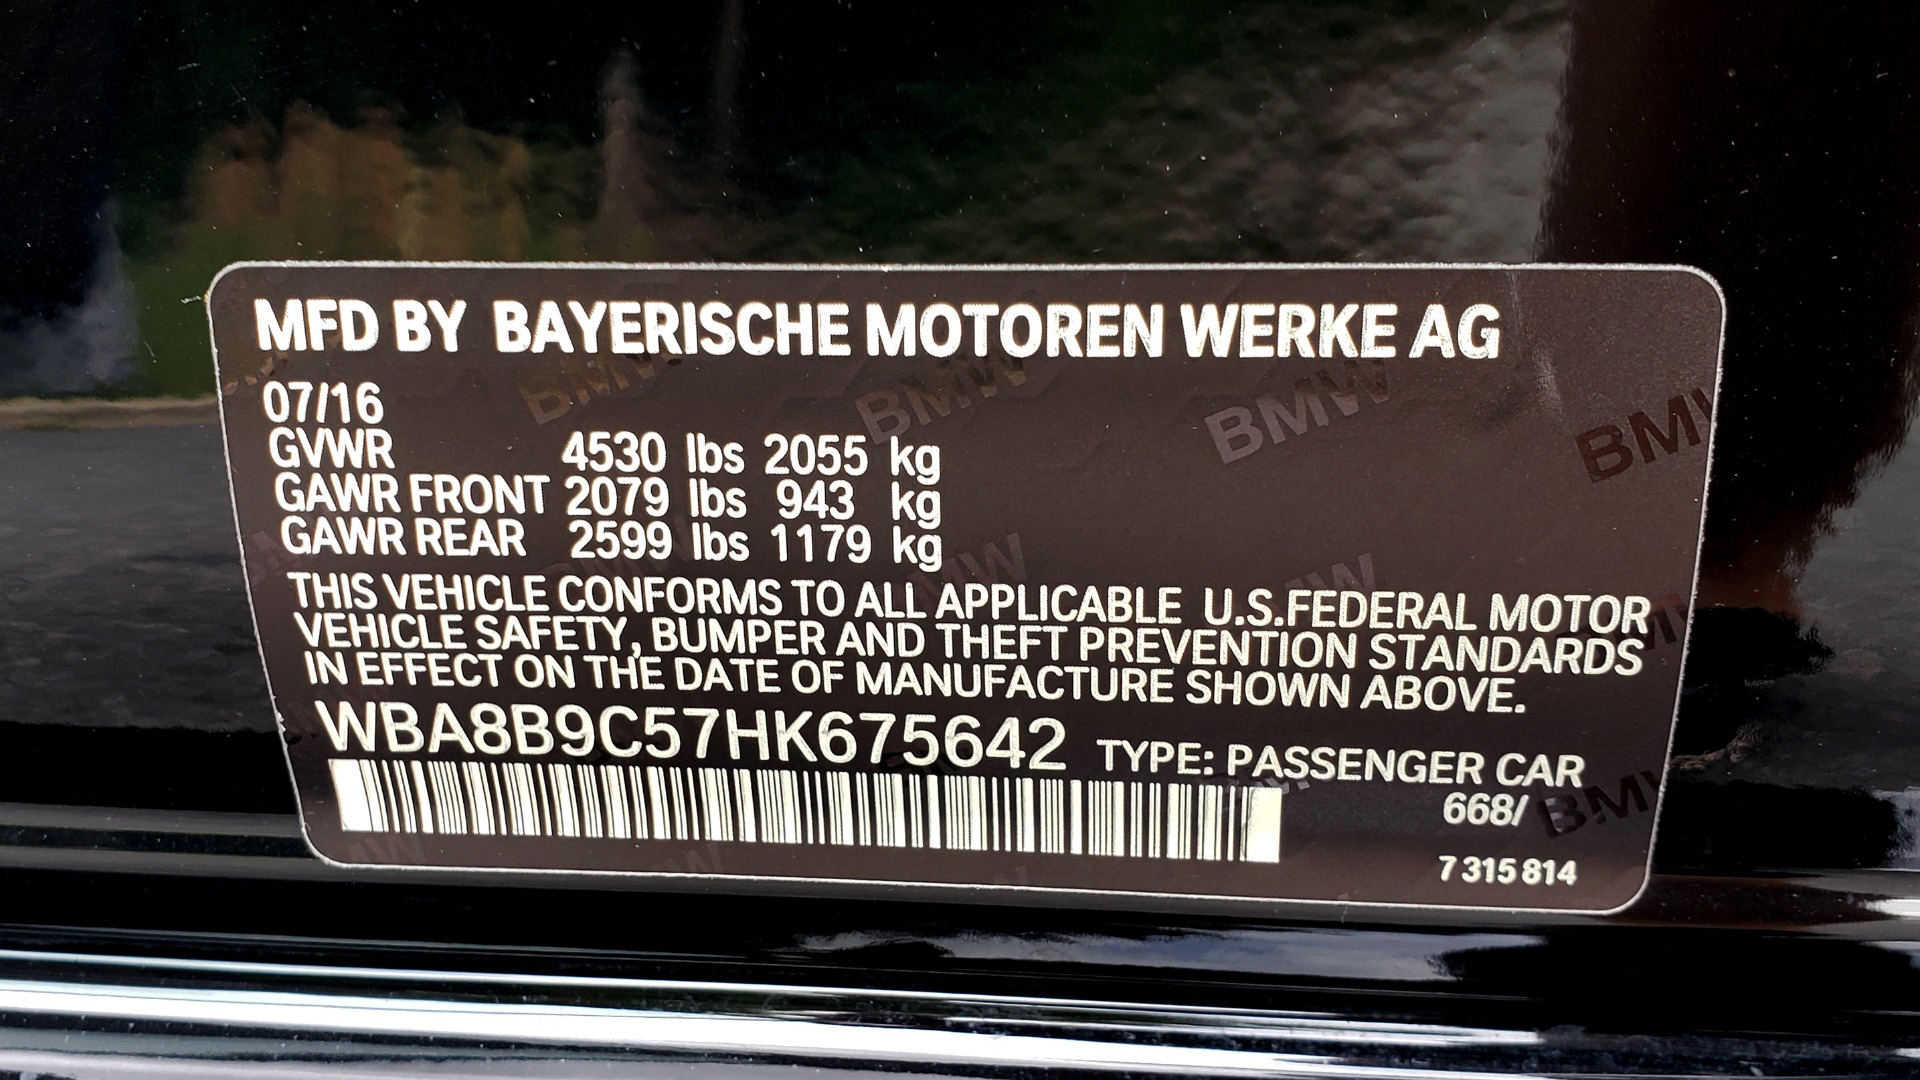 MFD BY BAYERISCHE MOTOREN WERKE AG
07/16
GVWR 4530 lbs 2055 kg
GAWR FRONT 2079 lbs 943 kg
GAWR REAR 2599 lbs 1179 kg
THIS VEHICLE CONFORMS TO ALL APPLICABLE U.S.FEDERAL MOTOR
VEHICLE SAFETY, BUMPER AND THEFT PREVENTION STANDARDS
IN EFFECT ON THE DATE OF MANUFACTURE SHOWN ABOVE.
WBA8B9C57HK675642 TYPE: PASSENGER CAR
668/
7 315 814